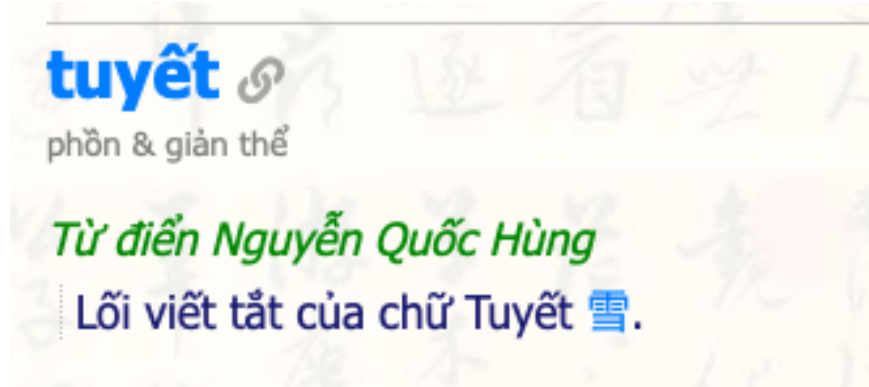 tuyết
phồn & giản thể
Từ điển Nguyễn Quốc Hùng
Lối viết tắt của chữ Tuyết 雪.